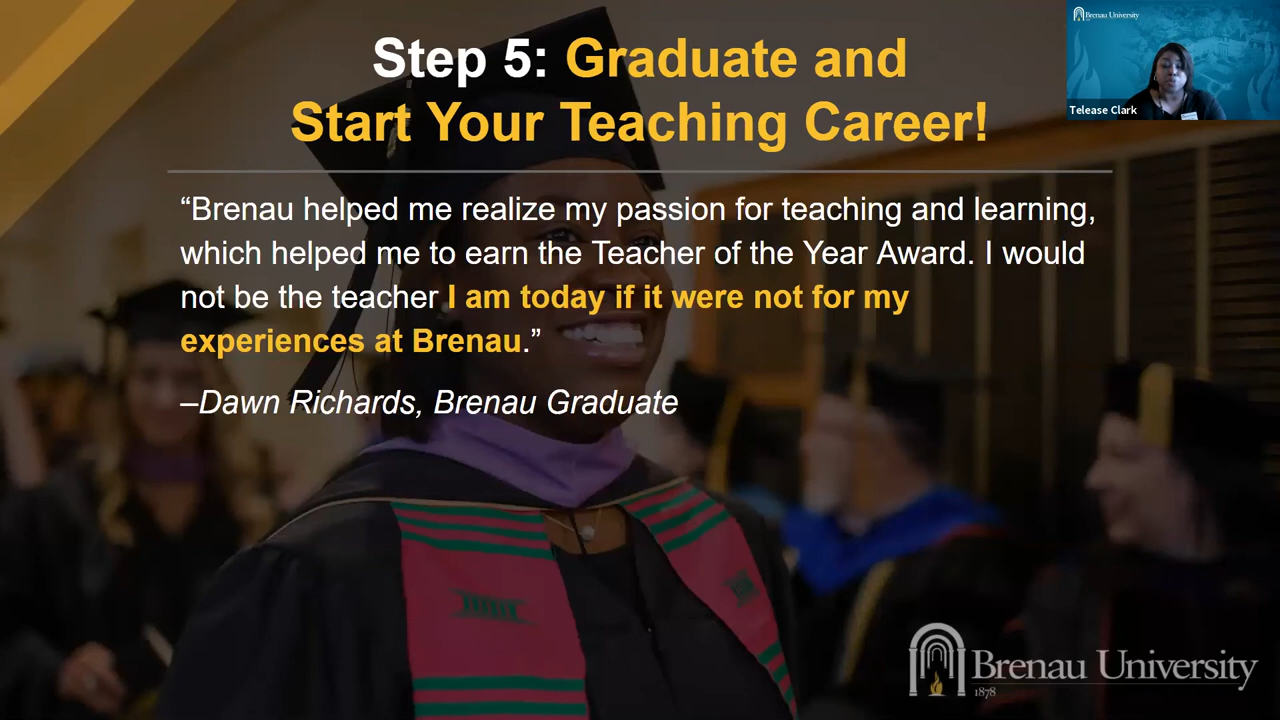 Step 5: Graduate and
Start Your Teaching Career!
“Brenau helped me realize my passion for teaching and learning,
which helped me to earn the Teacher of the Year Award. I would
not be the teacher I am today if it were not for my
experiences at Brenau.”
–Dawn Richards, Brenau Graduate
Brenau University
Telease Clark
Brenau University
1878